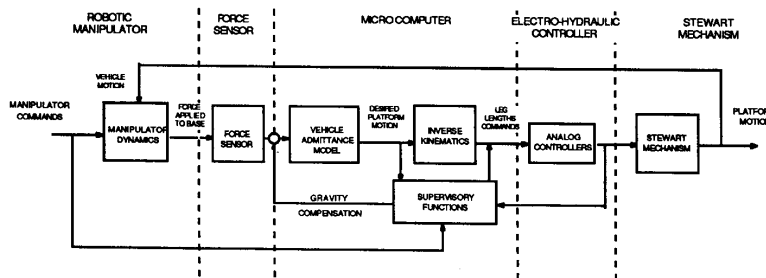 ROBOTIC
MANIPULATOR
FORCE
SENSOR
MICRO COMPUTER
ELECTRO-HYDRAULIC
CONTROLLER
STEWART
MECHANISM
VEHICLE
MOTION
MANIPULATOR
COMMANDS
MANIPULATOR
DYNAMICS
FORCE
APPLIED
TO BASE
FORCE
SENSOR
VEHICLE
ADMITTANCE
MODEL
DESIRED
PLATFORM
MOTION
INVERSE
KINEMATICS
LEG
LENGTHS
COMMANDS
ANALOG
CONTROLLERS
STEWART
MECHANISM
PLATFORM
MOTION
GRAVITY
COMPENSATION
SUPERVISORY
FUNCTIONS